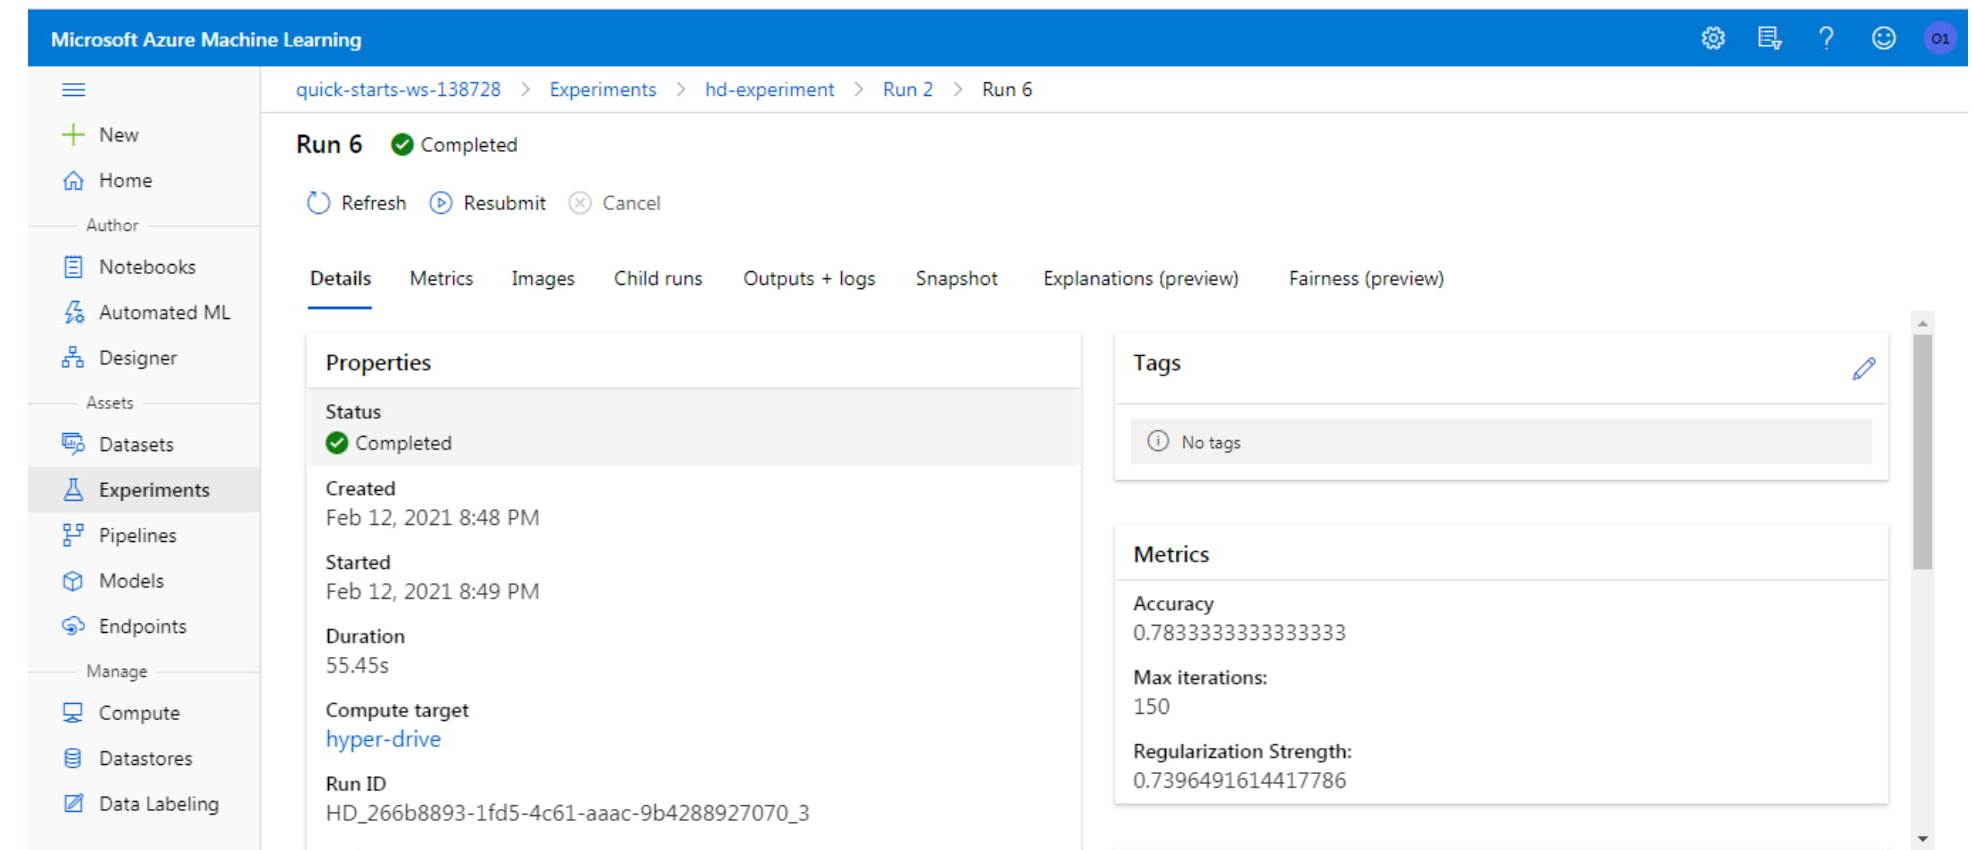 Microsoft Azure Machine Learning
O1
quick-starts-ws-138728 > Experiments > hd-experiment > Run 2 > Run 6
New
Home
Author
Notebooks
Automated ML
Designer
Assets
Datasets
Experiments
Pipelines
Models
Endpoints
Manage
Compute
Datastores
Data Labeling
Run 6 Completed
Refresh Resubmit Cancel
Details Metrics Images Child runs Outputs + logs Snapshot Explanations (preview) Fairness (preview)
Properties
Status
Completed
Created
Feb 12, 2021 8:48 PM
Started
Feb 12, 2021 8:49 PM
Duration
55.45s
Compute target
hyper-drive
Run ID
HD_266b8893-1fd5-4c61-aaac-9b4288927070_3
Tags
No tags
Metrics
Accuracy
0.7833333333333333
Max iterations:
150
Regularization Strength:
0.7396491614417786